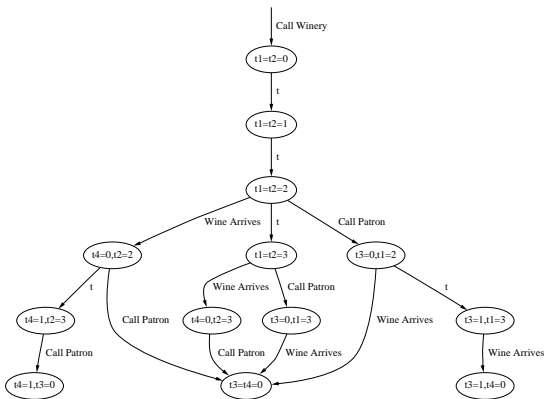 Call Winery
t1=t2=0
t
t1=t2=1
t
t1=t2=2
Wine Arrives
t
Call Patron
t4=0,t2=2
t1=t2=3
t3=0,t1=2
t
Wine Arrives
Call Patron
t
t4=1,t2=3
Call Patron
t4=0,t2=3
t3=0,t1=3
Wine Arrives
t3=1,t1=3
Call Patron
Call Patron
Wine Arrives
Wine Arrives
t4=1,t3=0
t3=t4=0
t3=1,t4=0